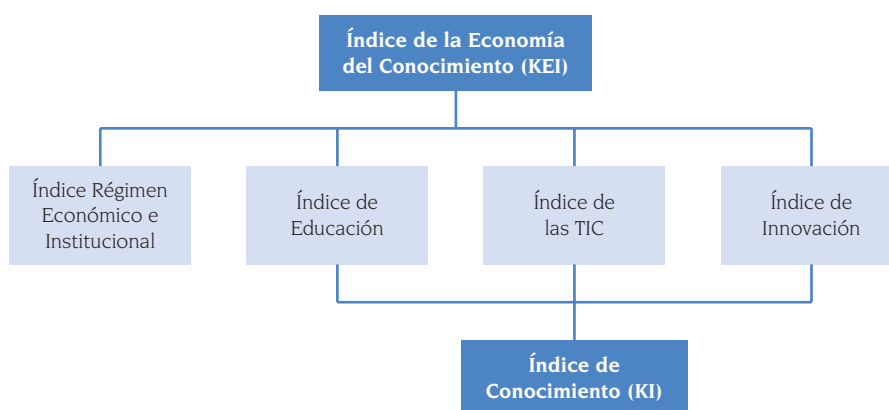 Índice de la Economía
del Conocimiento (KEI)
Índice Régimen
Económico e
Institucional
Índice de
Educación
Índice de
las TIC
Índice de
Innovación
Índice de
Conocimiento (KI)